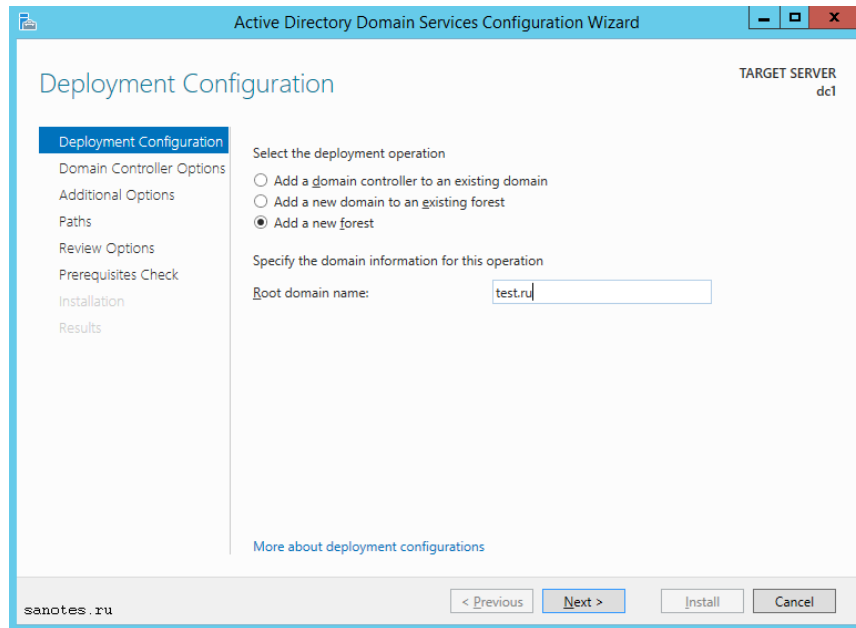 Active Directory Domain Services Configuration Wizard
Deployment Configuration
TARGET SERVER
dc1
Deployment Configuration
Domain Controller Options
Additional Options
Paths
Review Options
Prerequisites Check
Installation
Results
Select the deployment operation
Add a domain controller to an existing domain
Add a new domain to an existing forest
Add a new forest
Specify the domain information for this operation
Root domain name:
test.ru
More about deployment configurations
sanotes.ru
< Previous
Next >
Install
Cancel